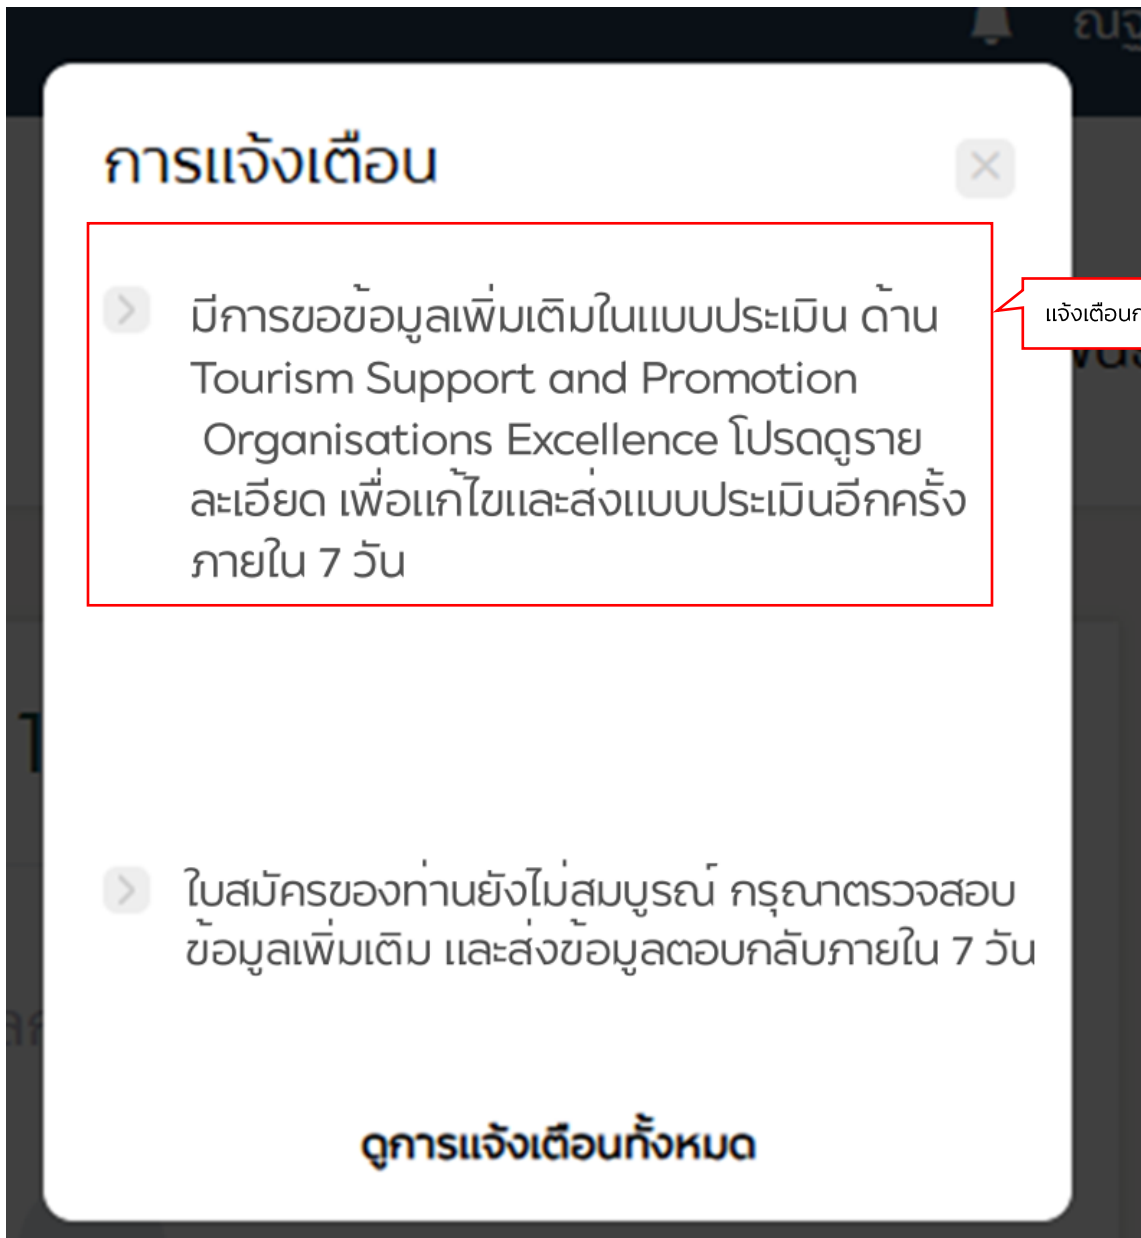 การแจ้งเตือน
มีการขอข้อมูลเพิ่มเติมในแบบประเมิน ด้าน
Tourism Support and Promotion
Organisations Excellence โปรดดูราย
ละเอียด เพื่อแก้ไขและส่งแบบประเมินอีกครั้ง
ภายใน 7 วัน
แจ้งเตือน
ใบสมัครของท่านยังไม่สมบูรณ์ กรุณาตรวจสอบ
ข้อมูลเพิ่มเติม และส่งข้อมูลตอบกลับภายใน 7 วัน
ดูการแจ้งเตือนทั้งหมด